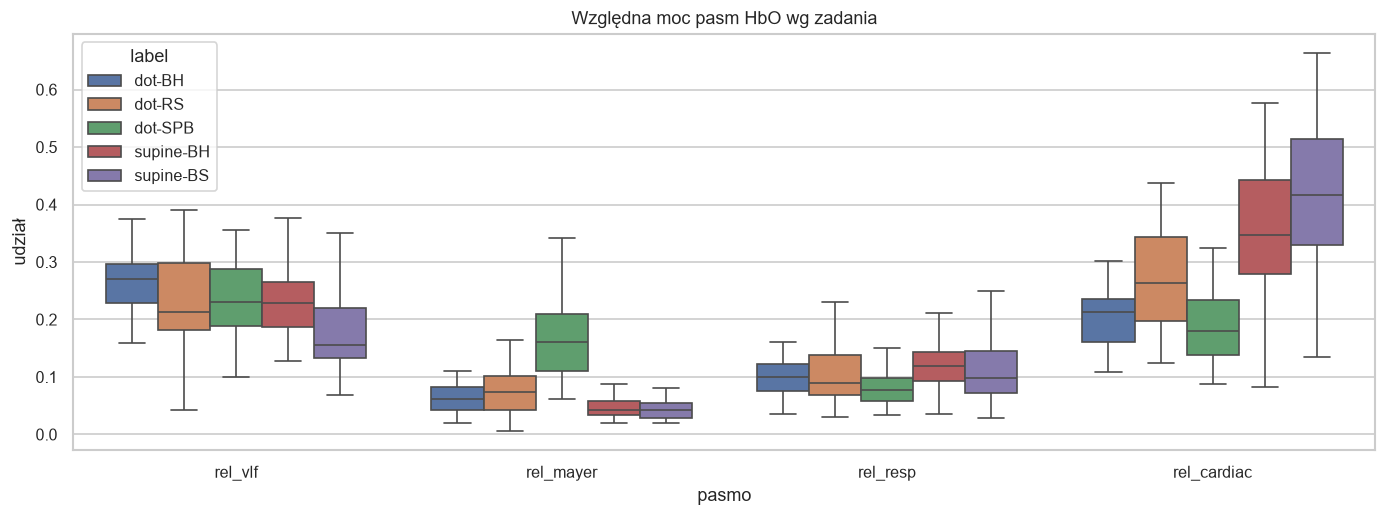 Względna moc pasm HbO wg zadania
label
dot-BH
dot-RS
dot-SPB
supine-BH
supine-BS
udział
0.6
0.5
0.4
0.3
0.2
0.1
0.0
rel_vlf rel_mayer rel_resp rel_cardiac
pasmo